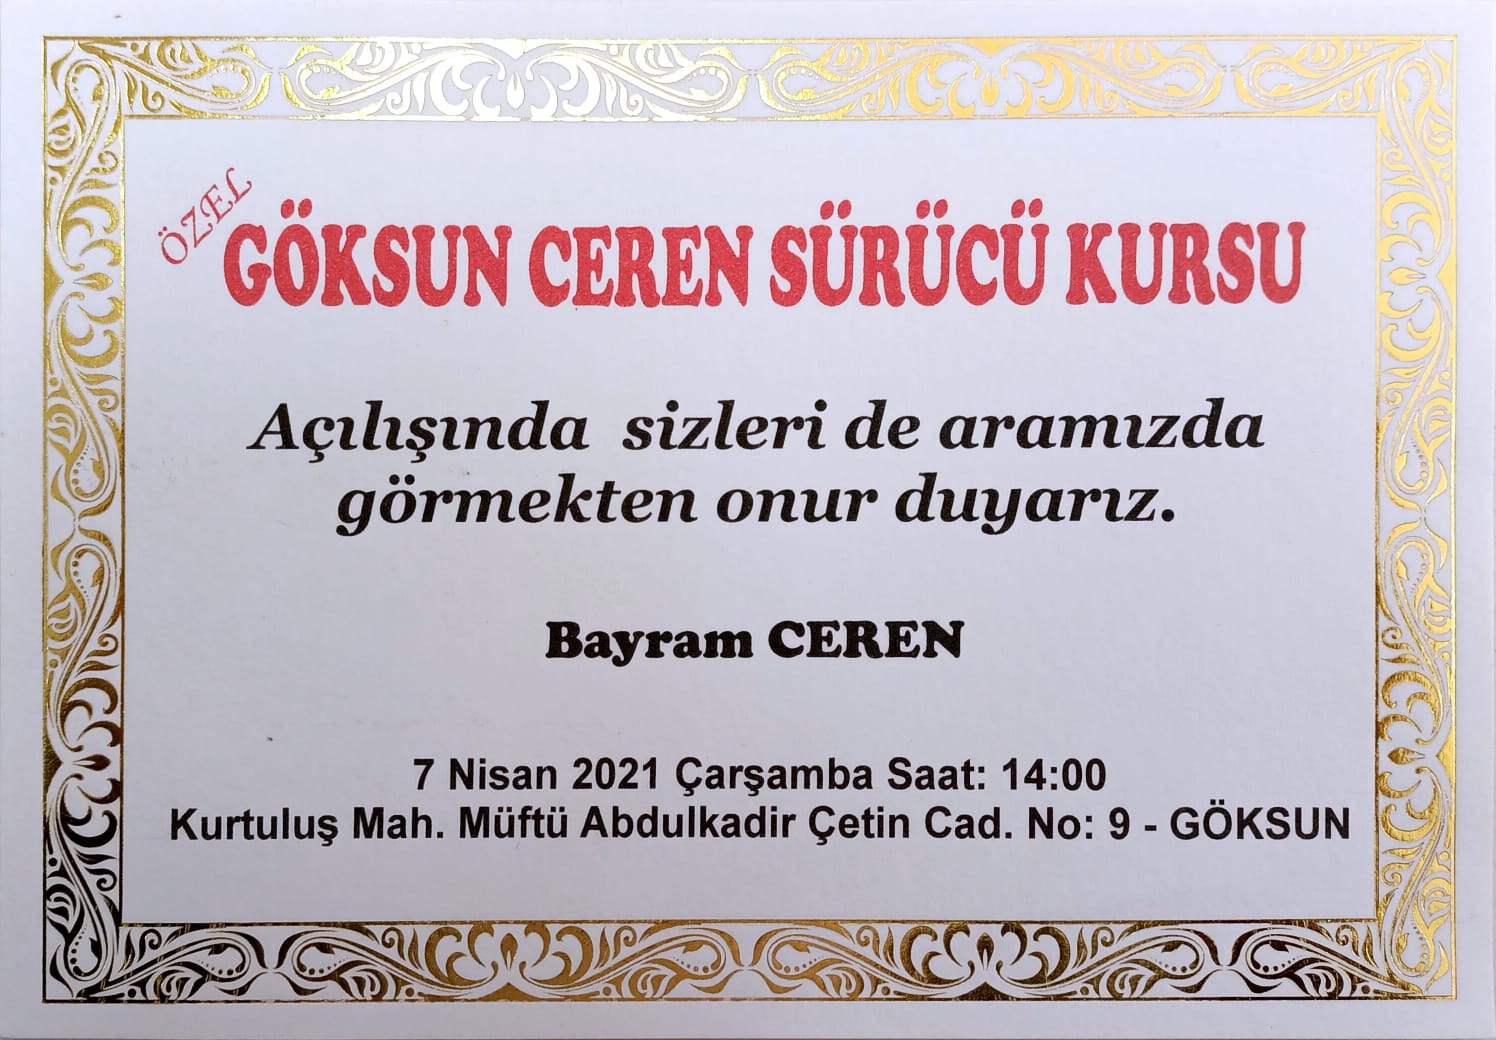 ÖZEL
GÖKSUN CEREN SÜRÜCÜ KURSU
Açılışında sizleri de aramızda
görmekten onur duyarız.
Bayram CEREN
7 Nisan 2021 Çarşamba Saat: 14:00
Kurtuluş Mah. Müftü Abdulkadir Çetin Cad. No: 9 - GÖKSUN